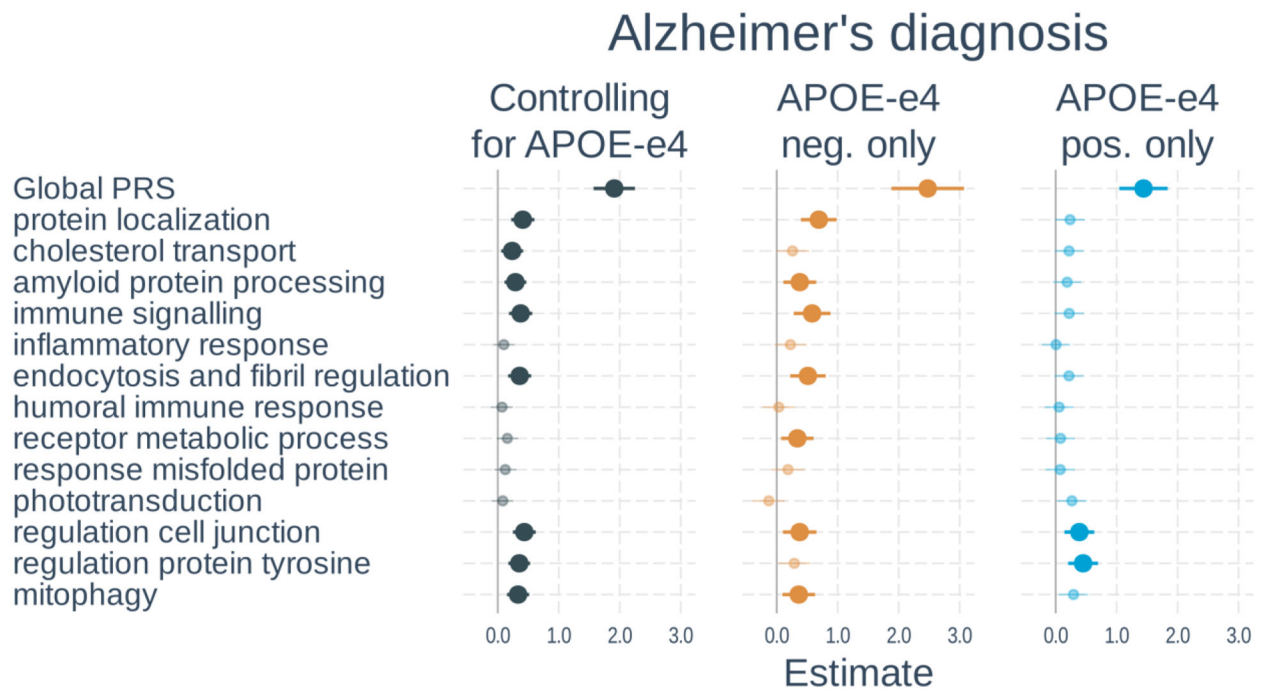 Alzheimer's diagnosis
Controlling
for APOE-e4
APOE-e4
neg. only
APOE-e4
pos. only
Global PRS
protein localization
cholesterol transport
amyloid protein processing
immune signalling
inflammatory response
endocytosis and fibril regulation
humoral immune response
receptor metabolic process
response misfolded protein
phototransduction
regulation cell junction
regulation protein tyrosine
mitophagy
0.0 1.0 2.0 3.0 0.0 1.0 2.0 3.0 0.0 1.0 2.0 3.0
Estimate